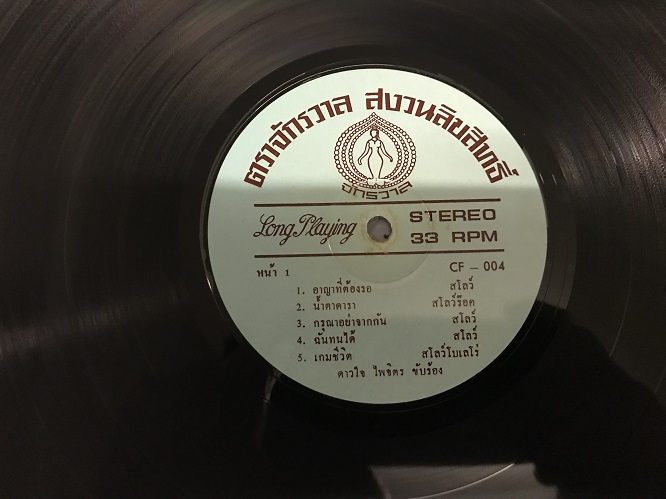 ตราจักรวาล สงวนลิขสิทธิ์
จักรวาล
Long Playing
STEREO
33 RPM
หน้า 1 CF - 004
1. อาญาที่ต้องรอ สโลว์
2. น้ำตาดารา สโลว์ร็อค
3. กรุณาอย่าจากกัน สโลว์
4. ฉันทนได้ สโลว์
5. เกมชีวิต สโลว์โบเลโร่
ดาวใจ ไพจิตร ขับร้อง